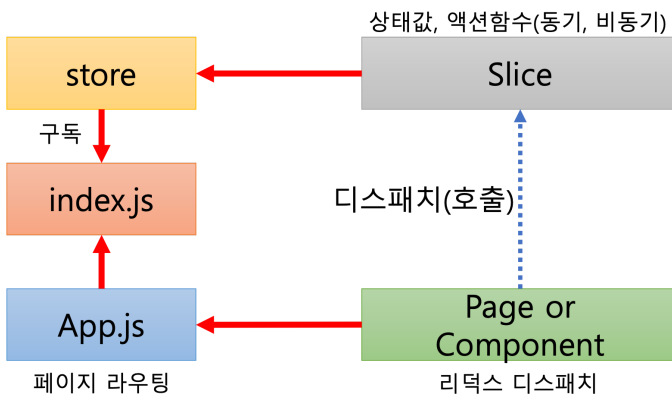 상태값, 액션함수(동기, 비동기)
store
Slice
구독
index.js
디스패치(호출)
App.js
Page or
Component
페이지 라우팅
리덕스 디스패치